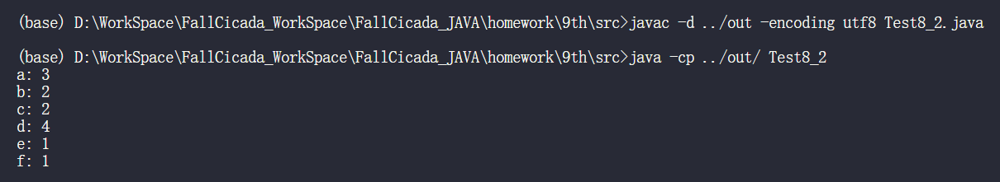 (base) D:\WorkSpace\FallCicada_WorkSpace\FallCicada_JAVA\homework\9th\src>javac -d ../out -encoding utf8 Test8_2.java
(base) D:\WorkSpace\FallCicada_WorkSpace\FallCicada_JAVA\homework\9th\src>java -cp ../out/ Test8_2
a: 3
b: 2
c: 2
d: 4
e: 1
f: 1